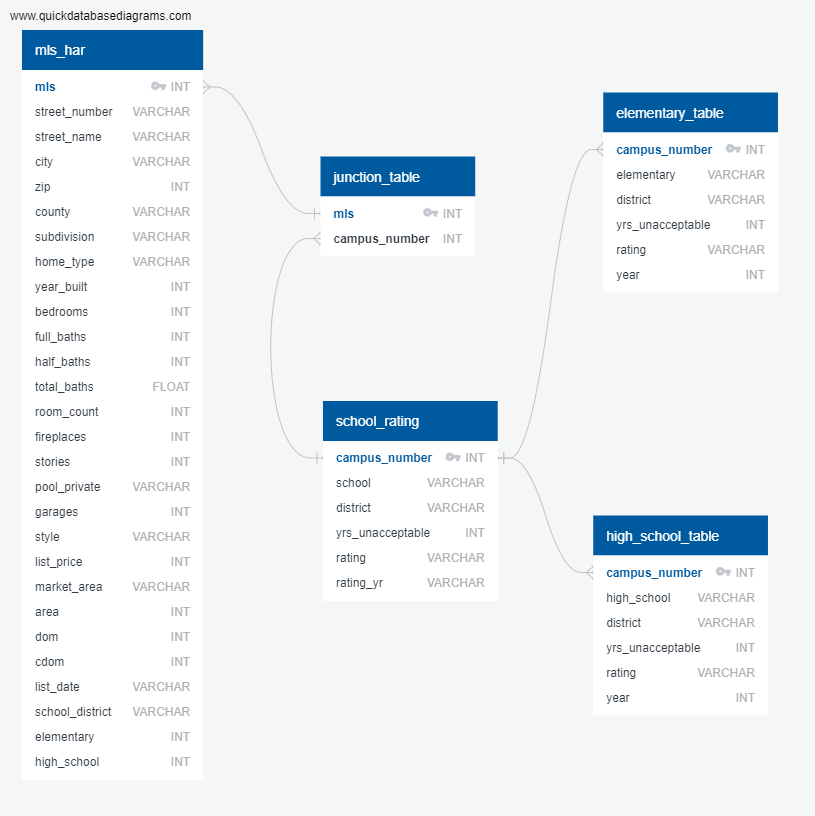 www.quickdatabasediagrams.com
mls_har
mls INT
street_number VARCHAR
street_name VARCHAR
city VARCHAR
zip INT
county VARCHAR
subdivision VARCHAR
home_type VARCHAR
year_built INT
bedrooms INT
full_baths INT
half_baths INT
total_baths FLOAT
room_count INT
fireplaces INT
stories INT
pool_private VARCHAR
garages INT
style VARCHAR
list_price INT
market_area VARCHAR
area INT
dom INT
cdom INT
list_date VARCHAR
school_district VARCHAR
elementary INT
high_school INT
junction_table
mls INT
campus_number INT
school_rating
campus_number INT
school VARCHAR
district VARCHAR
yrs_unacceptable INT
rating VARCHAR
rating_yr VARCHAR
elementary_table
campus_number INT
elementary VARCHAR
district VARCHAR
yrs_unacceptable INT
rating VARCHAR
year INT
high_school_table
campus_number INT
high_school VARCHAR
district VARCHAR
yrs_unacceptable INT
rating VARCHAR
year INT